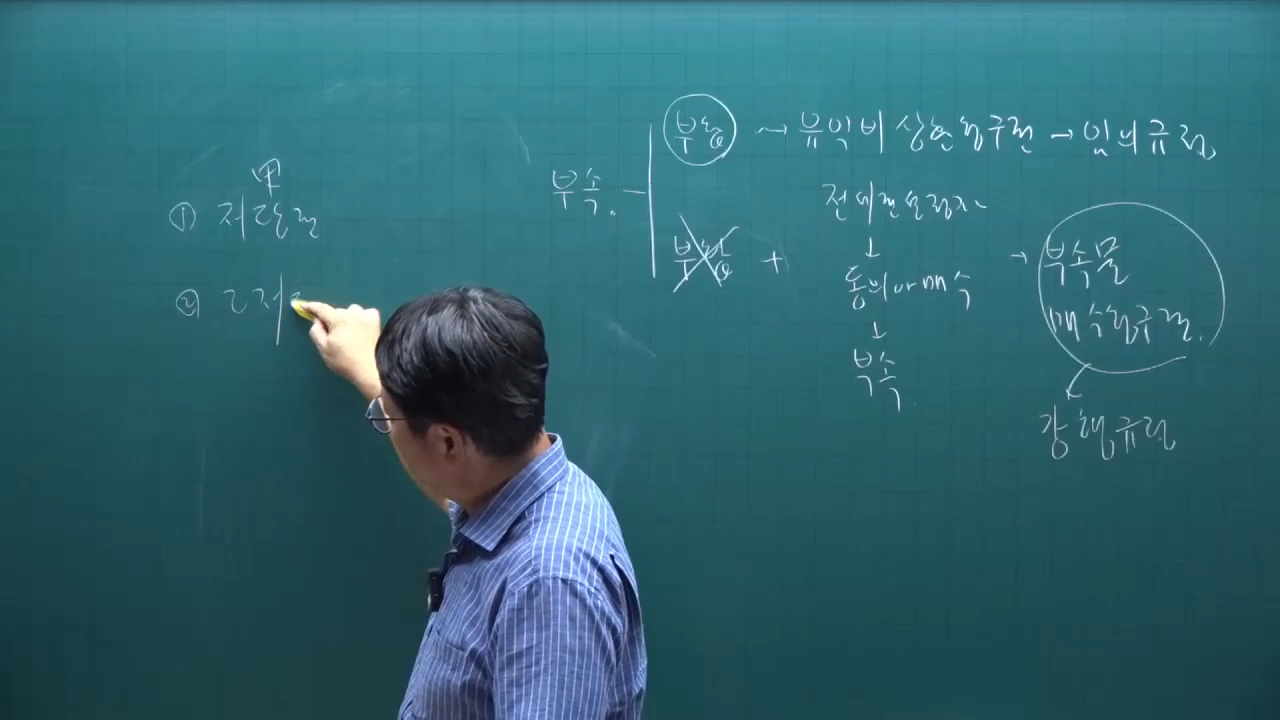 甲
① 저당권
②
부속.
부합 → 유익비상환청구권 → 임의규정
부합 +
전세권설정자
↓
동의 or 매수
↓
부속
→ 부속물
매수청구권.
강행규정